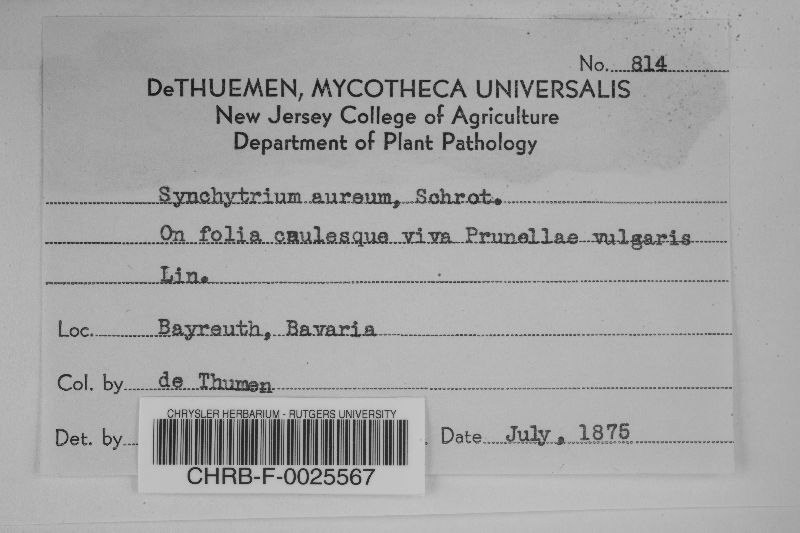 No. 814
DeTHUEMEN, MYCOTHECA UNIVERSALIS
New Jersey College of Agriculture
Department of Plant Pathology
Synchytrium aureum, Schrot.
On folia caulesque viva Prunellae vulgaris
Lin.
Loc. Bayreuth, Bavaria
Col. by de Thumen
Det. by
Date July, 1875
CHRYSLER HERBARIUM - RUTGERS UNIVERSITY
CHRB-F-0025567